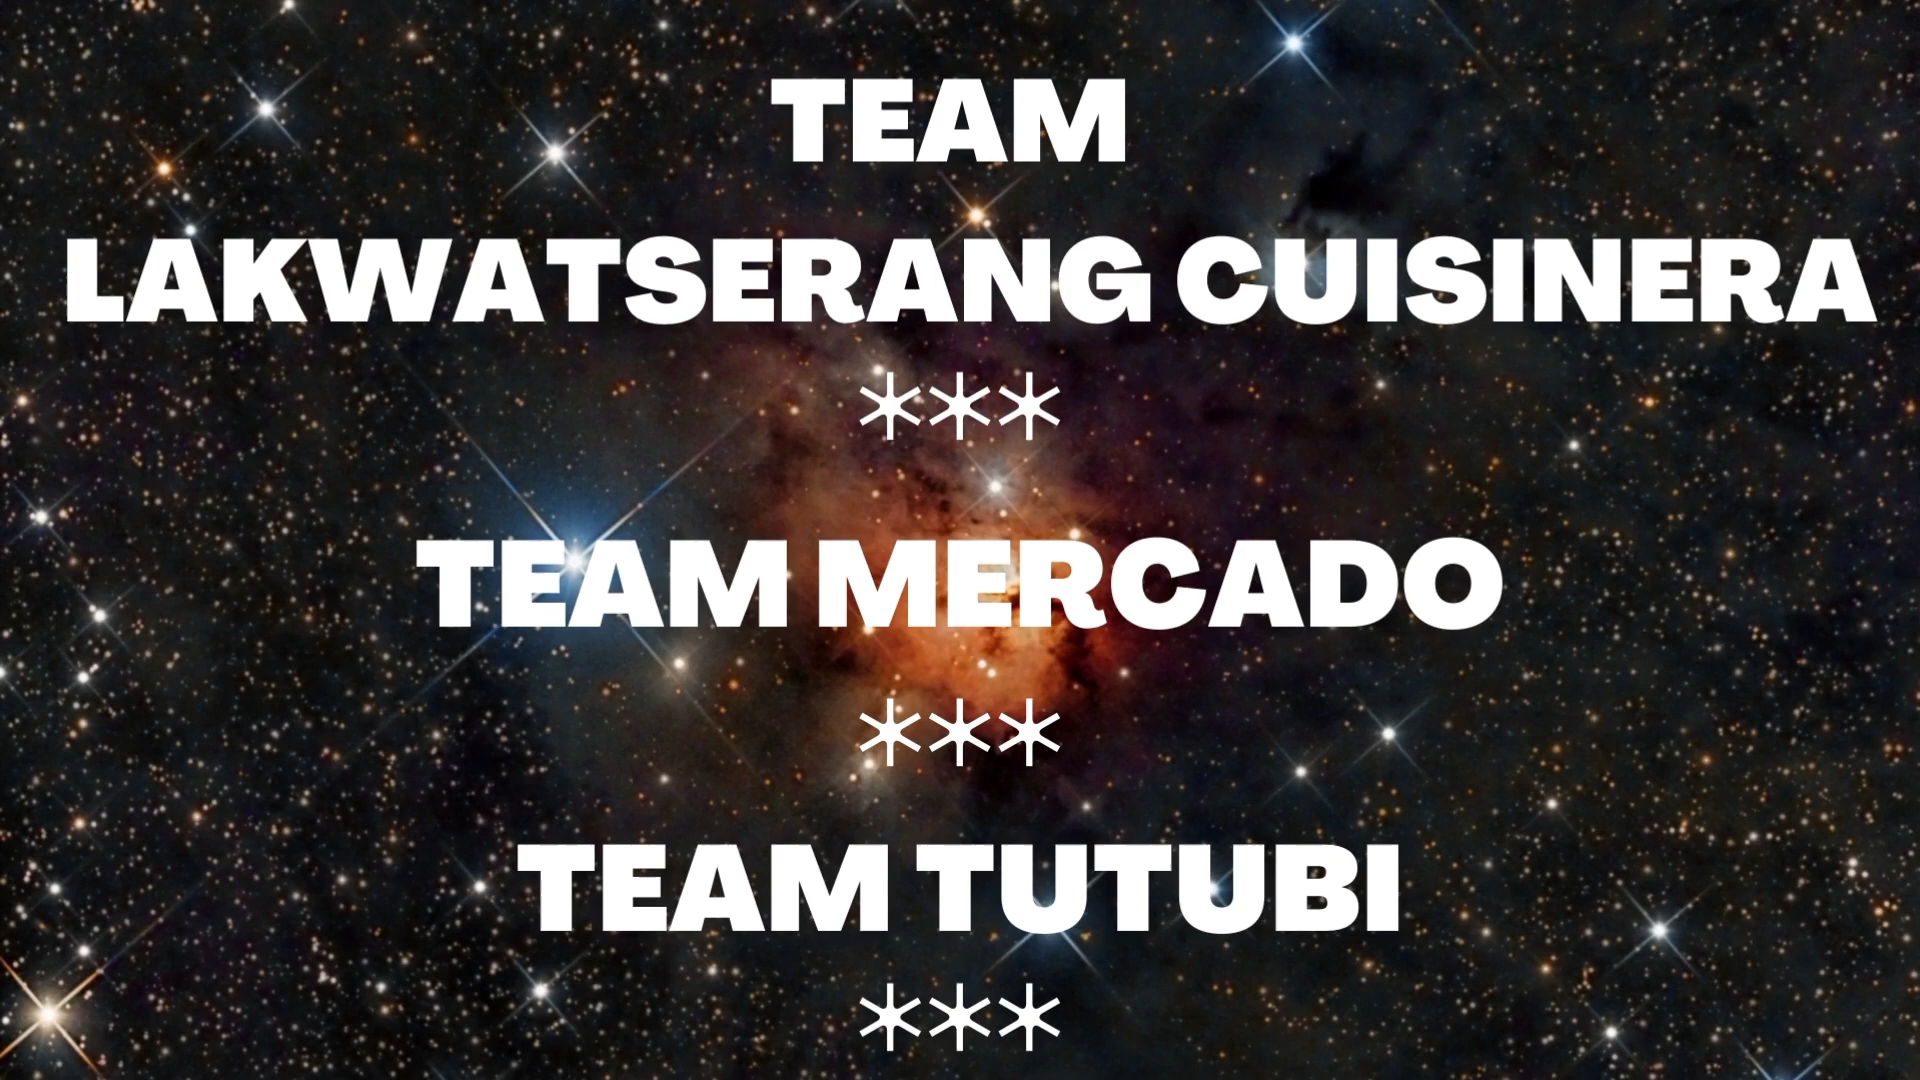 TEAM
LAKWATSERANG CUISINERA
***
TEAM MERCADO
***
TEAM TUTUBI
***